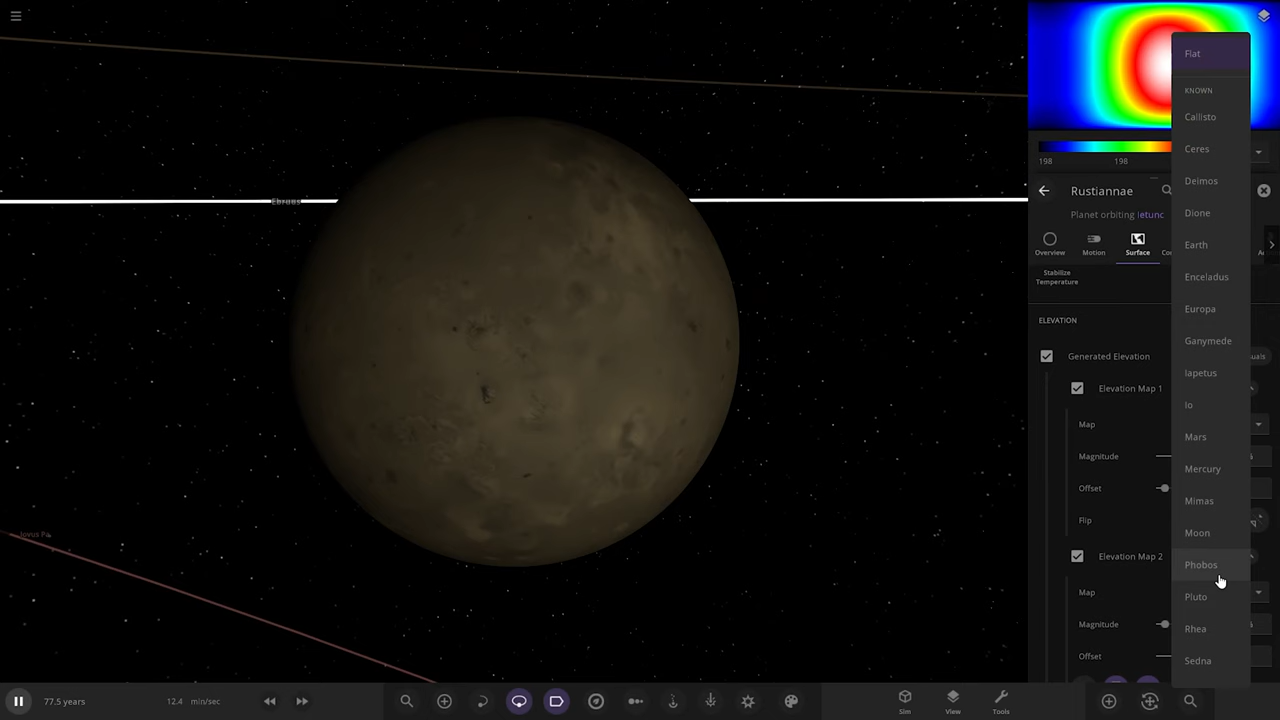 Flat
KNOWN
Callisto
Ceres
Deimos
Dione
Earth
Enceladus
Europa
Ganymede
Iapetus
Io
Mars
Mercury
Mimas
Moon
Phobos
Pluto
Rhea
Sedna
198 198
Rustiannae
Planet orbiting Ietunc
Overview Motion Surface
Stabilize
Temperature
ELEVATION
Generated Elevation
Elevation Map 1
Map
Magnitude
Offset
Flip
Elevation Map 2
Map
Magnitude
Offset
Ebruus
77.5 years 12.4 min/sec
Sim View Tools